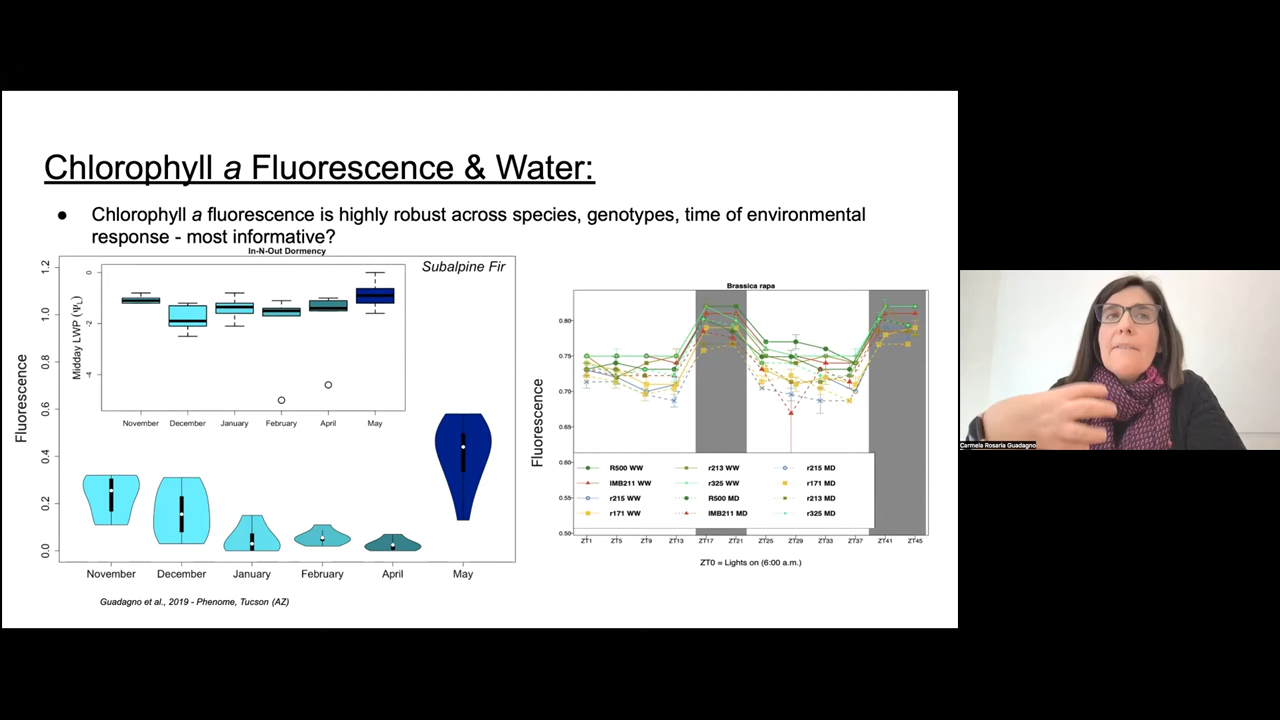 Chlorophyll a Fluorescence & Water:
● Chlorophyll a fluorescence is highly robust across species, genotypes, time of environmental
response - most informative?
In-N-Out Dormency
Subalpine Fir
Fluorescence
1.2
1.0
0.8
0.6
0.4
0.2
0.0
Midday LWP (ΨL)
0
-2
-4
November December January February April May
November December January February April May
Guadagno et al., 2019 - Phenome, Tucson (AZ)
Brassica rapa
Fluorescence
0.80
0.75
0.70
0.65
0.60
0.55
0.50
R500 WW r213 WW r215 MD
IMB211 WW r325 WW r171 MD
r215 WW R500 MD r213 MD
r171 WW IMB211 MD r325 MD
ZT1 ZT5 ZT9 ZT13 ZT17 ZT21 ZT25 ZT29 ZT33 ZT37 ZT41 ZT45
ZT0 = Lights on (6:00 a.m.)
Carmela Rosaria Guadagno